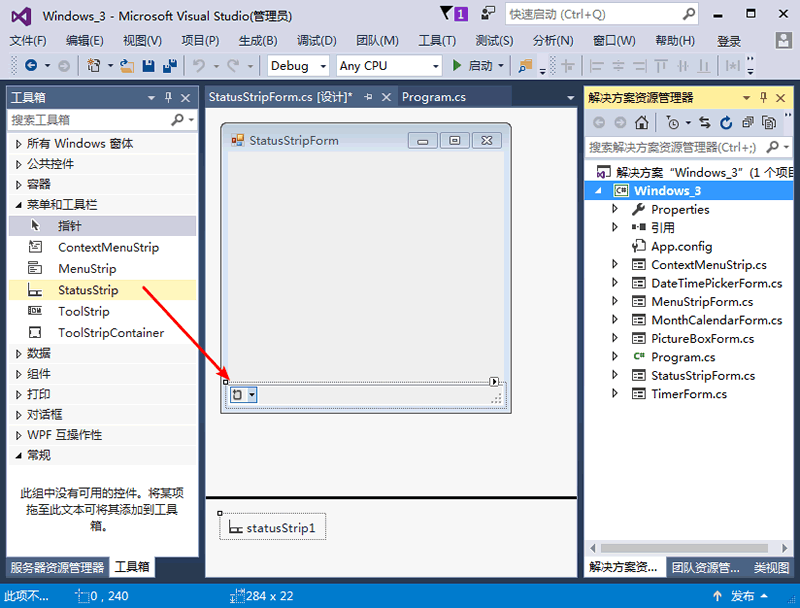 Windows_3 - Microsoft Visual Studio(管理员)
1
快速启动 (Ctrl+Q)
文件(F) 编辑(E) 视图(V) 项目(P) 生成(B) 调试(D) 团队(M) 工具(T) 测试(S) 分析(N) 窗口(W) 帮助(H) 登录
Debug Any CPU 启动
工具箱
搜索工具箱
所有 Windows 窗体
公共控件
容器
菜单和工具栏
指针
ContextMenuStrip
MenuStrip
StatusStrip
ToolStrip
ToolStripContainer
数据
组件
打印
对话框
WPF 互操作性
常规
此组中没有可用的控件。将某项
拖至此文本可将其添加到工具
箱。
服务器资源管理器 工具箱
StatusStripForm.cs [设计]* Program.cs
StatusStripForm
statusStrip1
解决方案资源管理器
搜索解决方案资源管理器(Ctrl+;)
解决方案 "Windows_3" (1 个项目
Windows_3
Properties
引用
App.config
ContextMenuStrip.cs
DateTimePickerForm.cs
MenuStripForm.cs
MonthCalendarForm.cs
PictureBoxForm.cs
Program.cs
StatusStripForm.cs
TimerForm.cs
解决方案资... 团队资源管... 类视图
此项不... 0 , 240 284 x 22 发布